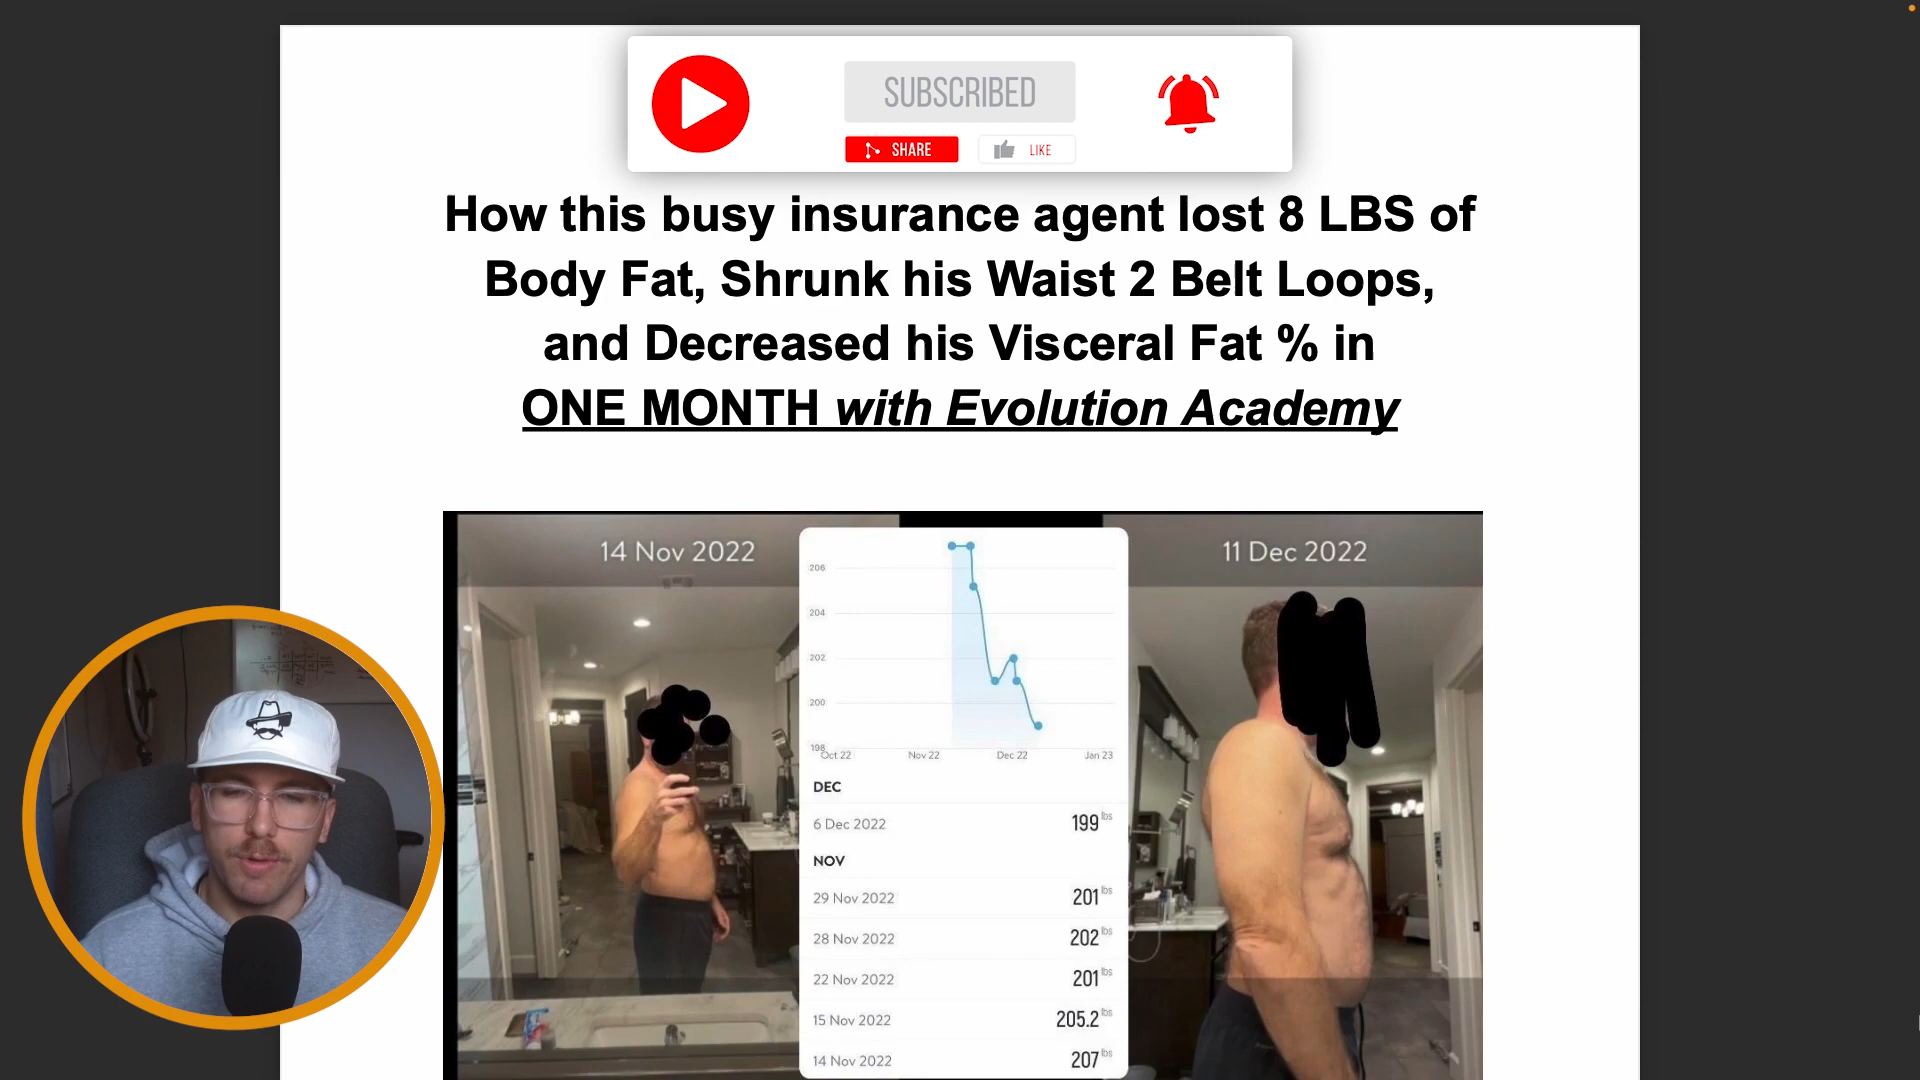 SUBSCRIBED
SHARE
LIKE
How this busy insurance agent lost 8 LBS of
Body Fat, Shrunk his Waist 2 Belt Loops,
and Decreased his Visceral Fat % in
ONE MONTH with Evolution Academy
14 Nov 2022
11 Dec 2022
206
204
202
200
198
Oct 22
Nov 22
Dec 22
Jan 23
DEC
6 Dec 2022 199 lbs
NOV
29 Nov 2022 201 lbs
28 Nov 2022 202 lbs
22 Nov 2022 201 lbs
15 Nov 2022 205.2 lbs
14 Nov 2022 207 lbs